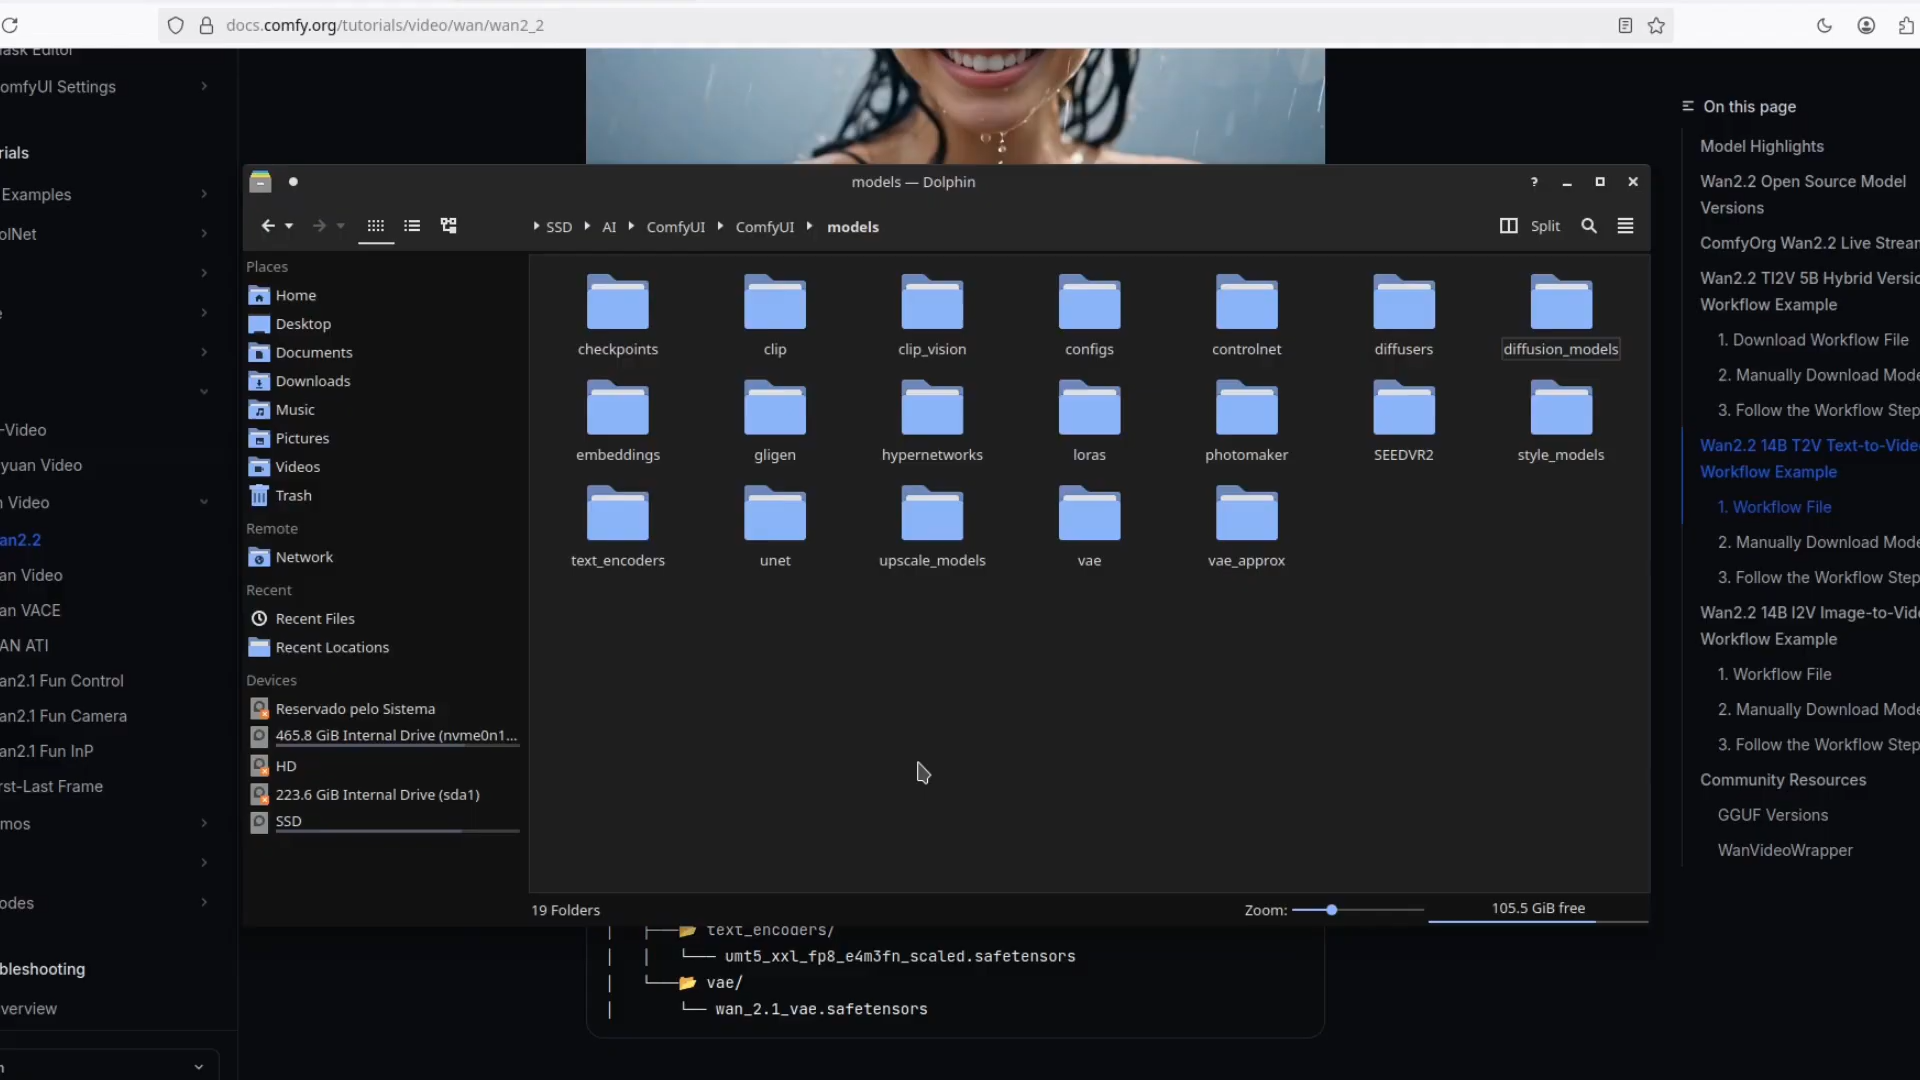 docs.comfy.org/tutorials/video/wan/wan2_2
ask Editor
omfyUI Settings
rials
Examples
olNet
e
-Video
yuan Video
n Video
an2.2
an Video
an VACE
AN ATI
an2.1 Fun Control
an2.1 Fun Camera
an2.1 Fun InP
rst-Last Frame
mos
odes
bleshooting
verview
n
models — Dolphin
?
SSD
AI
ComfyUI
ComfyUI
models
Split
Places
Home
Desktop
Documents
Downloads
Music
Pictures
Videos
Trash
Remote
Network
Recent
Recent Files
Recent Locations
Devices
Reservado pelo Sistema
465.8 GiB Internal Drive (nvme0n1...
HD
223.6 GiB Internal Drive (sda1)
SSD
checkpoints
clip
clip_vision
configs
controlnet
diffusers
diffusion_models
embeddings
gligen
hypernetworks
loras
photomaker
SEEDVR2
style_models
text_encoders
unet
upscale_models
vae
vae_approx
19 Folders
Zoom:
105.5 GiB free
text_encoders/
umt5_xxl_fp8_e4m3fn_scaled.safetensors
vae/
wan_2.1_vae.safetensors
On this page
Model Highlights
Wan2.2 Open Source Model
Versions
ComfyOrg Wan2.2 Live Strean
Wan2.2 TI2V 5B Hybrid Versio
Workflow Example
1. Download Workflow File
2. Manually Download Mode
3. Follow the Workflow Step
Wan2.2 14B T2V Text-to-Vide
Workflow Example
1. Workflow File
2. Manually Download Mode
3. Follow the Workflow Step
Wan2.2 14B I2V Image-to-Vid
Workflow Example
1. Workflow File
2. Manually Download Mode
3. Follow the Workflow Step
Community Resources
GGUF Versions
WanVideoWrapper